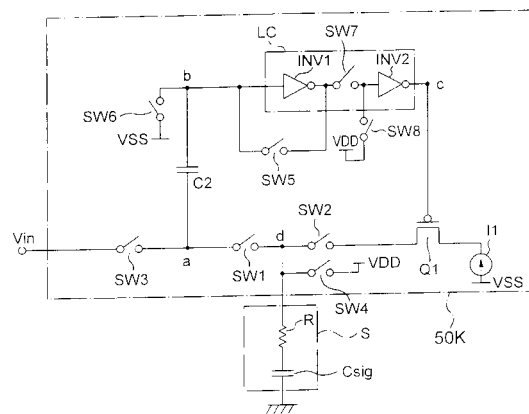 LC
SW7
INV1
INV2
b
c
SW6
VSS
VDD
SW8
C2
SW5
SW2
Vin
d
I1
SW3
a
SW1
VDD
Q1
SW4
VSS
R
S
50K
Csig